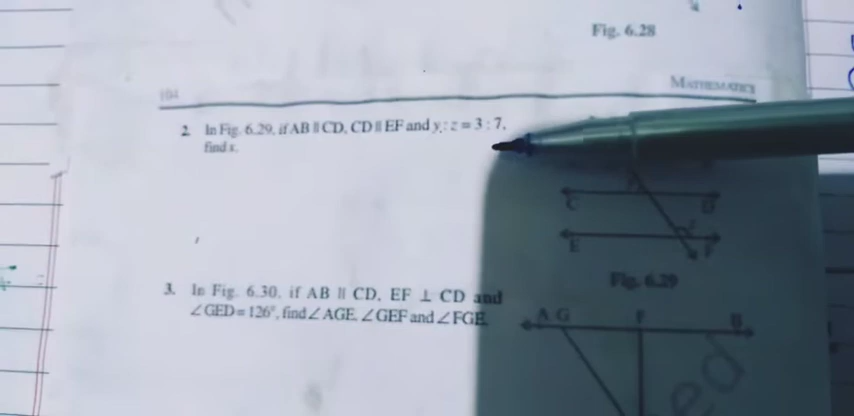 Fig. 6.28
104
MATHEMATICS
2. In Fig. 6.29, if AB || CD, CD || EF and y : z = 3 : 7,
find x.
C D
z
E F
Fig. 6.29
3. In Fig. 6.30, if AB || CD, EF ⊥ CD and
∠GED = 126°, find ∠AGE, ∠GEF and ∠FGE.
A G F B
ed